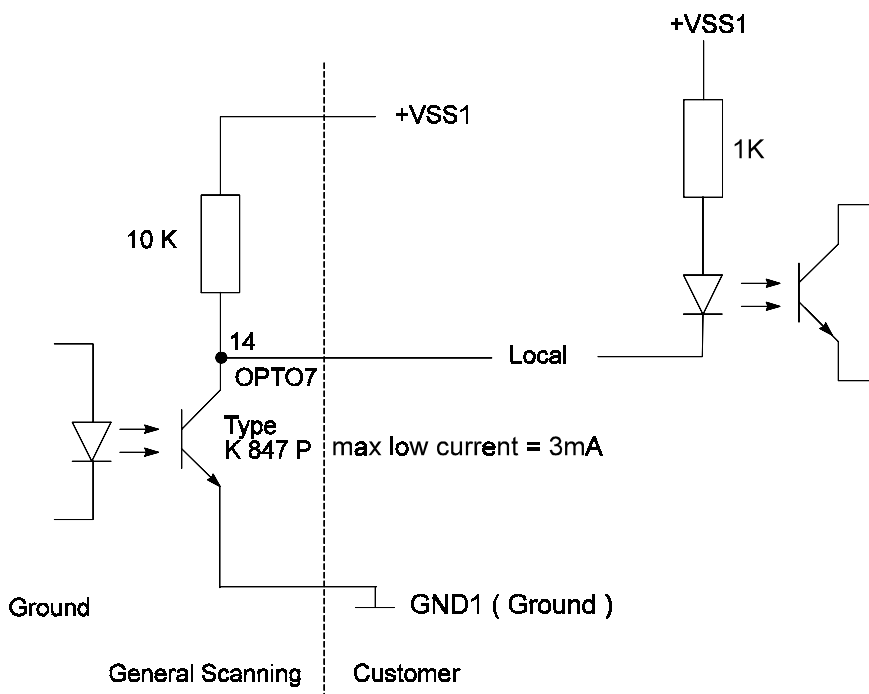 +VSS1
+VSS1
1K
10 K
14
Local
OPTO7
Type
K 847 P
max low current = 3mA
Ground
GND1 ( Ground )
General Scanning
Customer